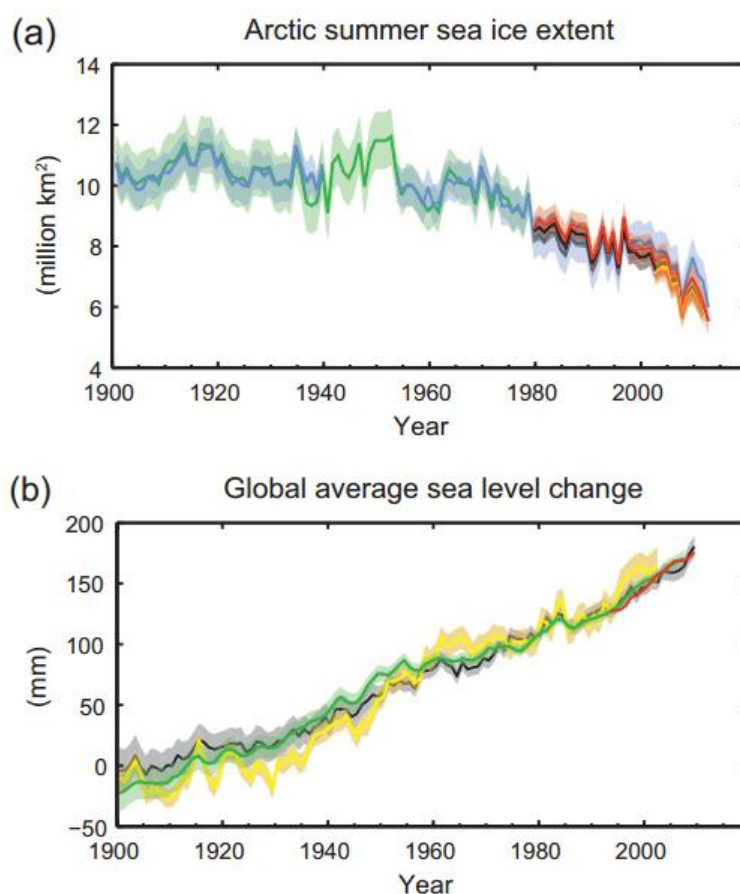 (a) Arctic summer sea ice extent
(million km²)
14
12
10
8
6
4
1900 1920 1940 1960 1980 2000
Year
(b) Global average sea level change
(mm)
200
150
100
50
0
−50
1900 1920 1940 1960 1980 2000
Year